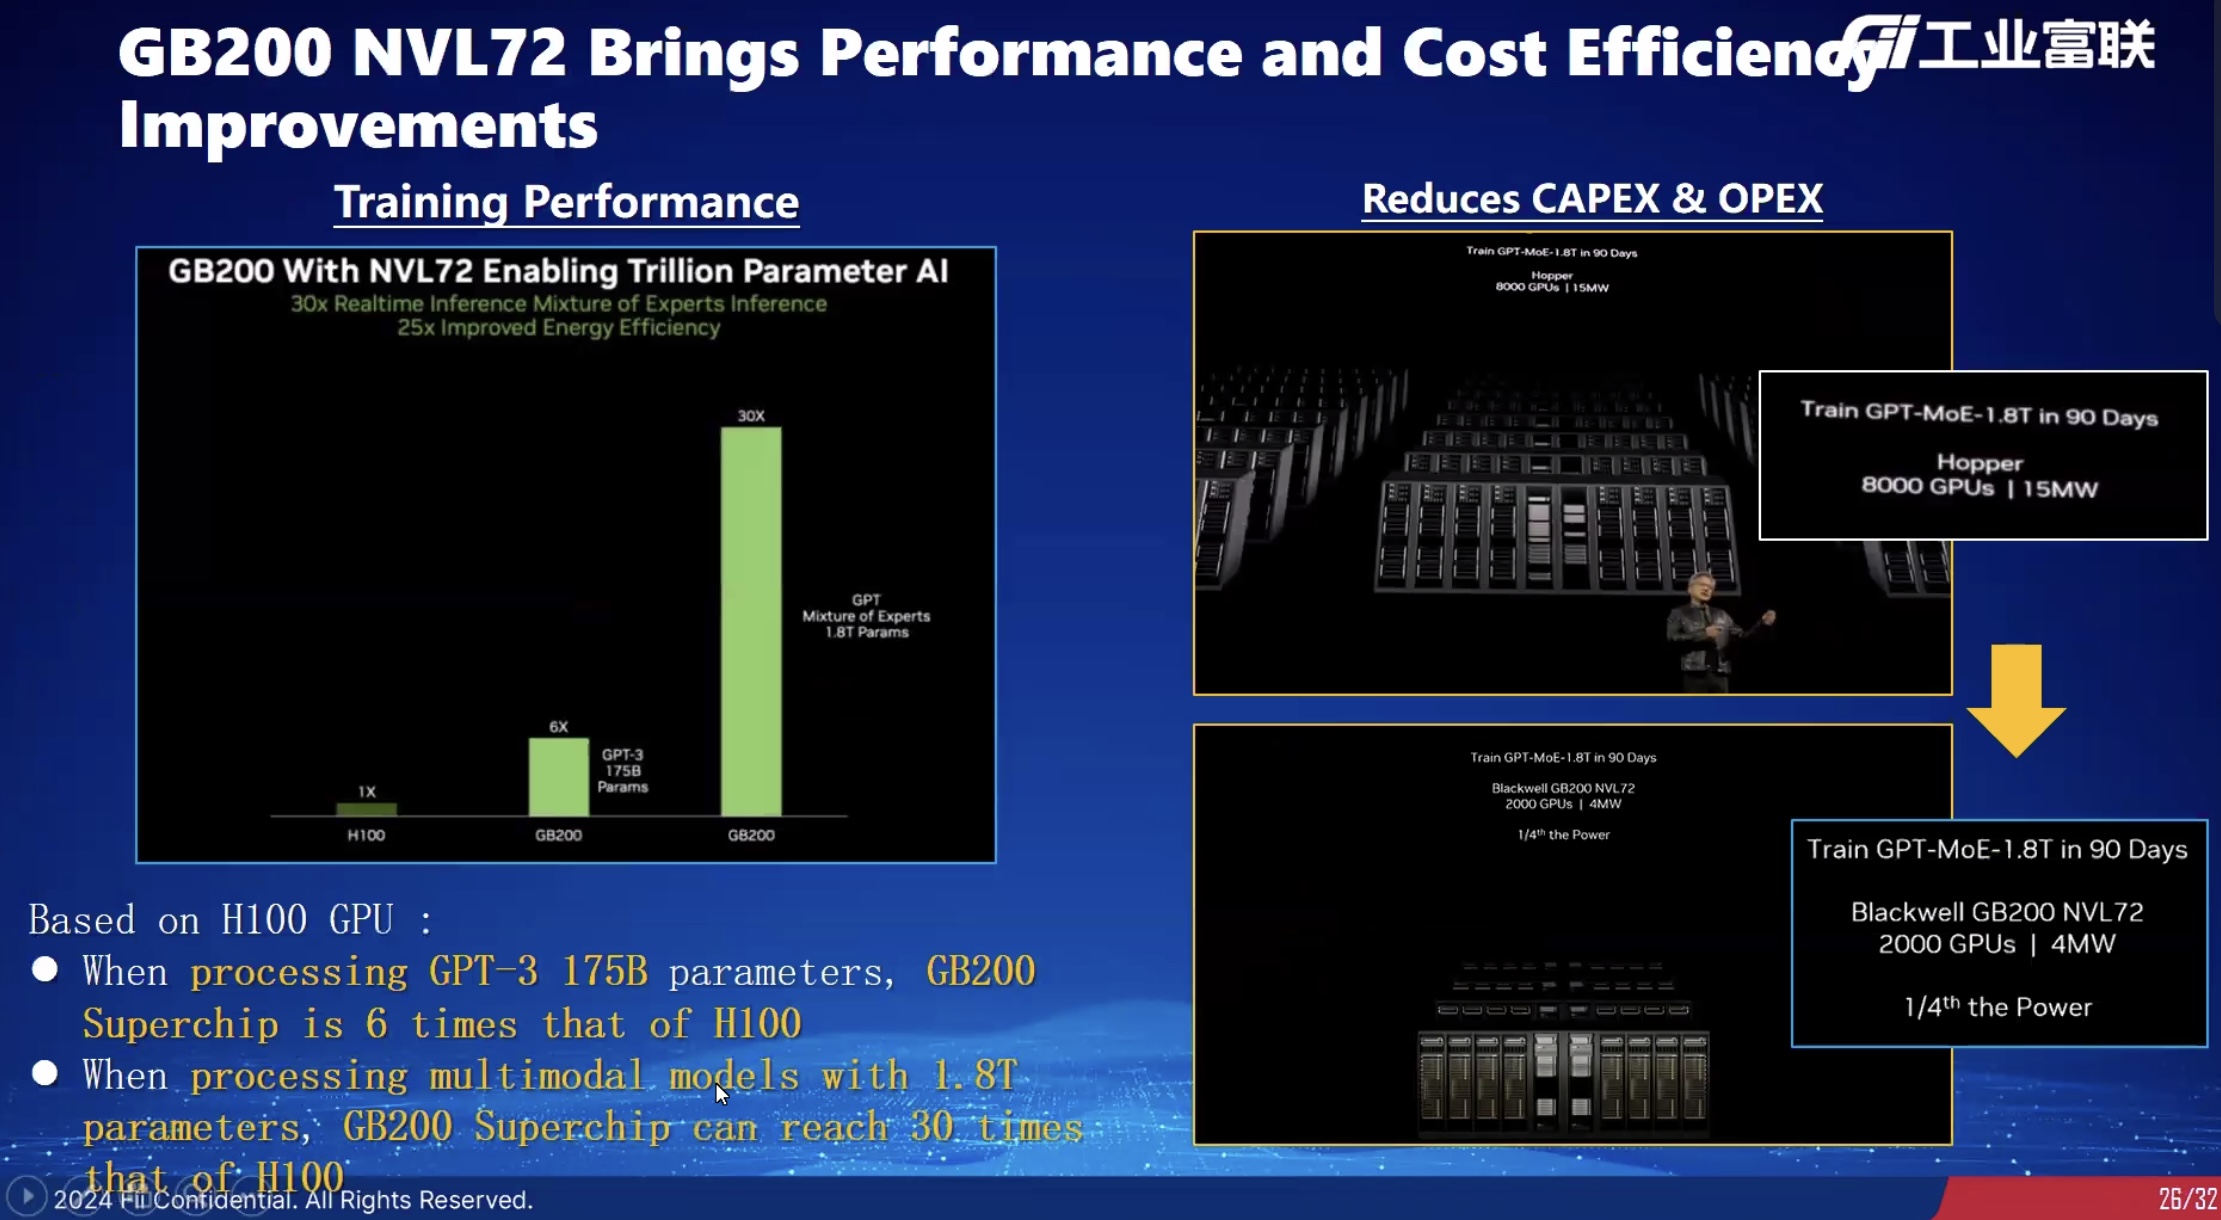 GB200 NVL72 Brings Performance and Cost Efficiency
Improvements
Fii工业富联
Training Performance
GB200 With NVL72 Enabling Trillion Parameter AI
30x Realtime Inference Mixture of Experts Inference
25x Improved Energy Efficiency
30X
GPT
Mixture of Experts
1.8T Params
6X
GPT-3
175B
Params
1X
H100
GB200
GB200
Based on H100 GPU :
● When processing GPT-3 175B parameters, GB200
Superchip is 6 times that of H100
● When processing multimodal models with 1.8T
parameters, GB200 Superchip can reach 30 times
that of H100
Reduces CAPEX & OPEX
Train GPT-MoE-1.8T in 90 Days
Hopper
8000 GPUs | 15MW
Train GPT-MoE-1.8T in 90 Days
Hopper
8000 GPUs | 15MW
Train GPT-MoE-1.8T in 90 Days
Blackwell GB200 NVL72
2000 GPUs | 4MW
1/4th the Power
Train GPT-MoE-1.8T in 90 Days
Blackwell GB200 NVL72
2000 GPUs | 4MW
1/4th the Power
2024 Fii Confidential. All Rights Reserved.
26/32